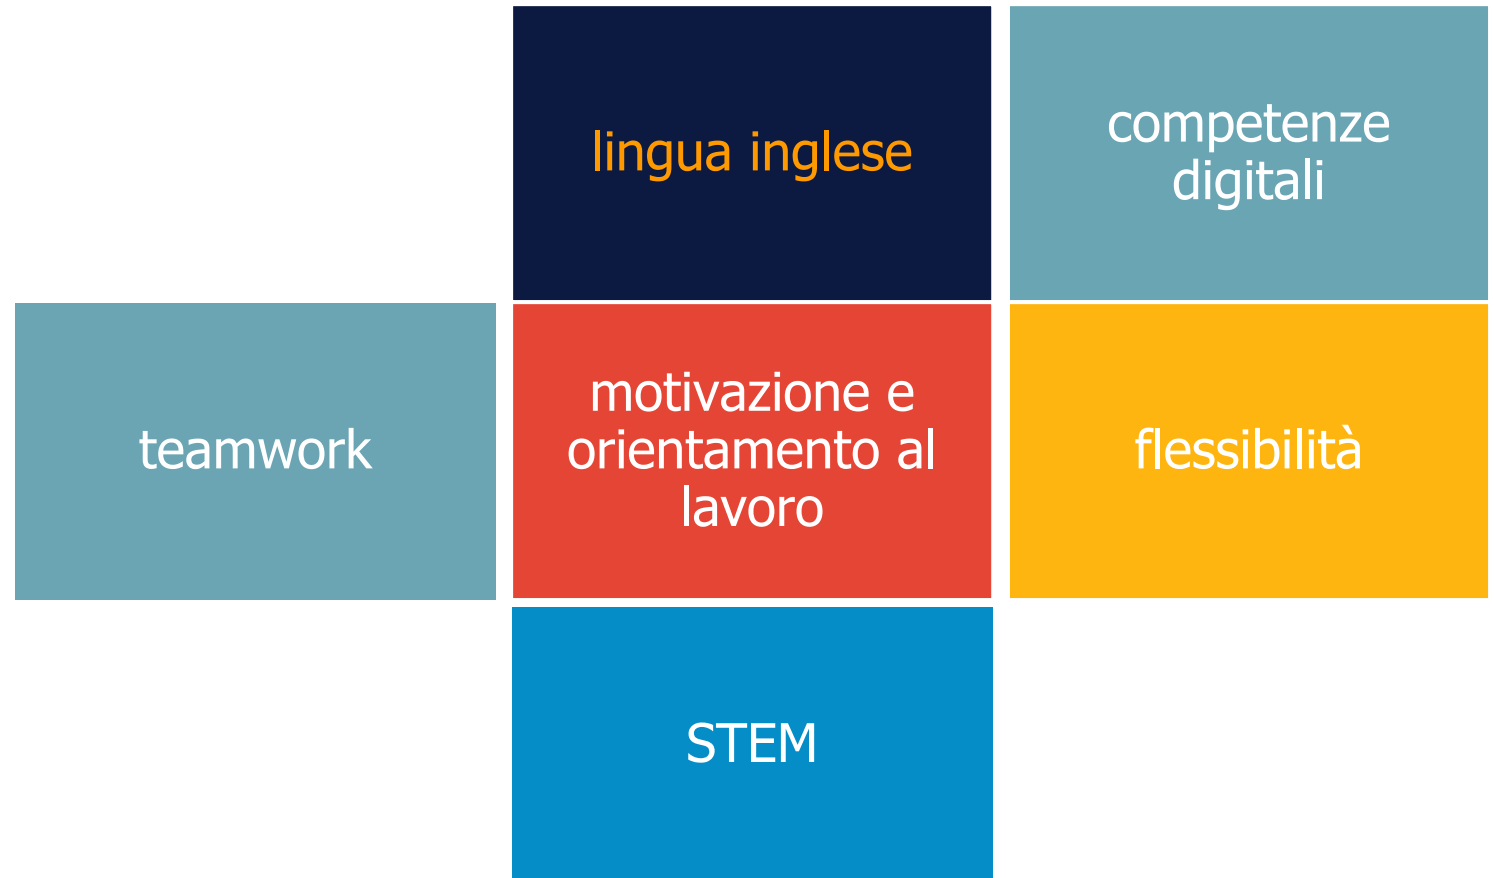 lingua inglese
competenze
digitali
teamwork
motivazione e
orientamento al
lavoro
flessibilità
STEM